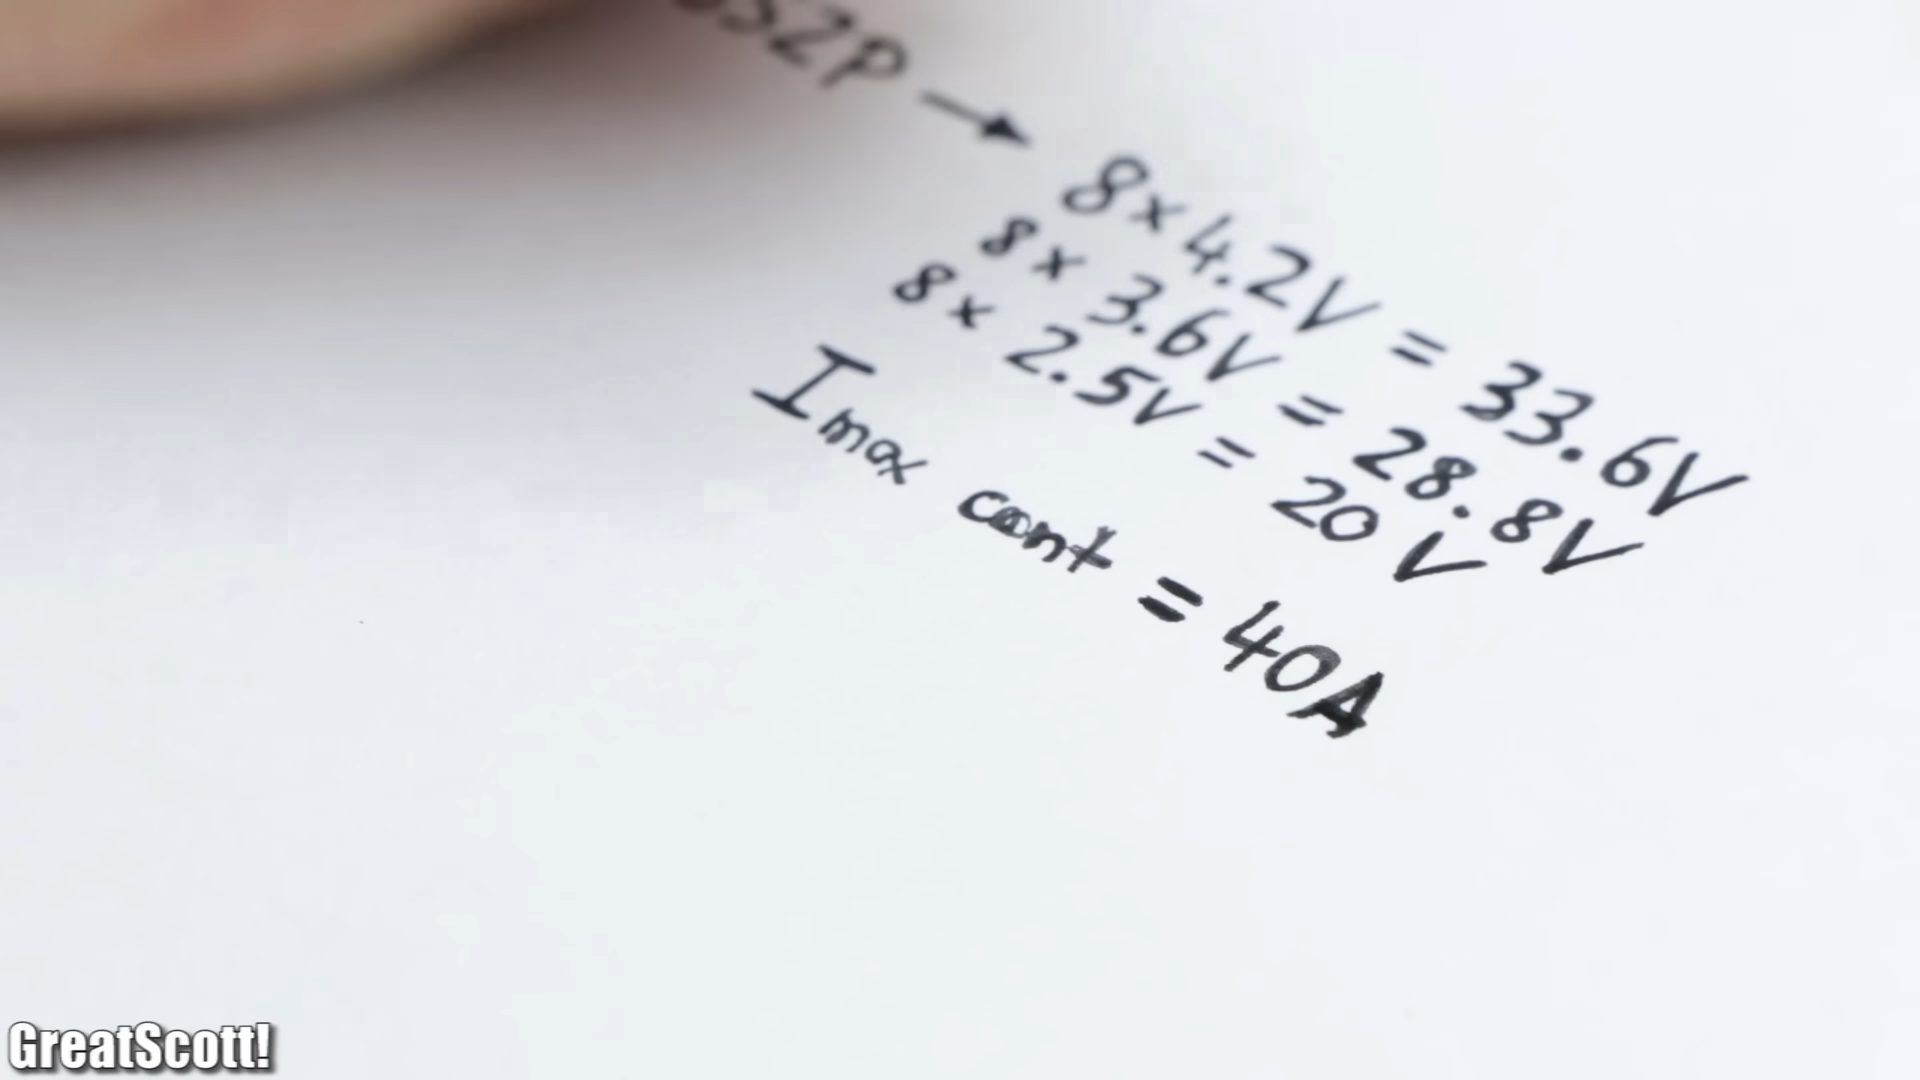 8S2P → 8 × 4.2V = 33.6V
8 × 3.6V = 28.8V
8 × 2.5V = 20V
Imax cont = 40A
GreatScott!